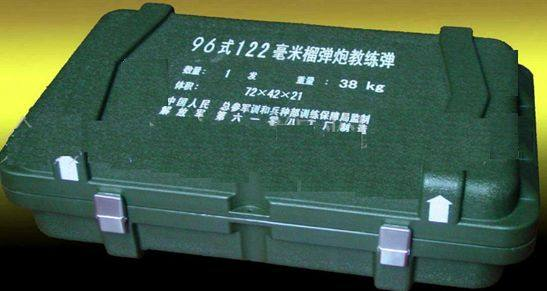 96式122毫米榴弹炮教练弹
数量: 1 发 重量: 38 kg
体积: 72×42×21
中国人民 总参军训和兵种部训练保障局监制
解放军 第六一零八工厂制造